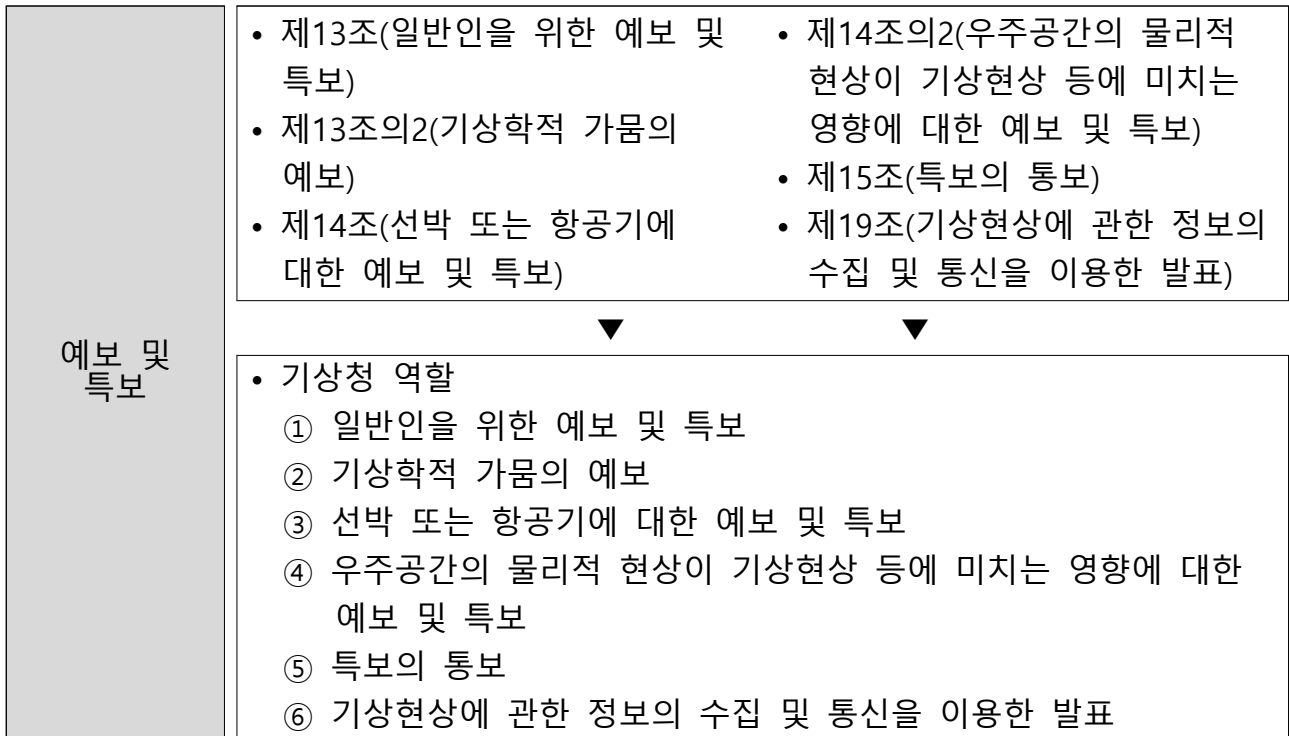 예보 및
특보
• 제13조(일반인을 위한 예보 및
특보)
• 제13조의2(기상학적 가뭄의
예보)
• 제14조(선박 또는 항공기에
대한 예보 및 특보)
• 제14조의2(우주공간의 물리적
현상이 기상현상 등에 미치는
영향에 대한 예보 및 특보)
• 제15조(특보의 통보)
• 제19조(기상현상에 관한 정보의
수집 및 통신을 이용한 발표)
▼ ▼
• 기상청 역할
① 일반인을 위한 예보 및 특보
② 기상학적 가뭄의 예보
③ 선박 또는 항공기에 대한 예보 및 특보
④ 우주공간의 물리적 현상이 기상현상 등에 미치는 영향에 대한
예보 및 특보
⑤ 특보의 통보
⑥ 기상현상에 관한 정보의 수집 및 통신을 이용한 발표